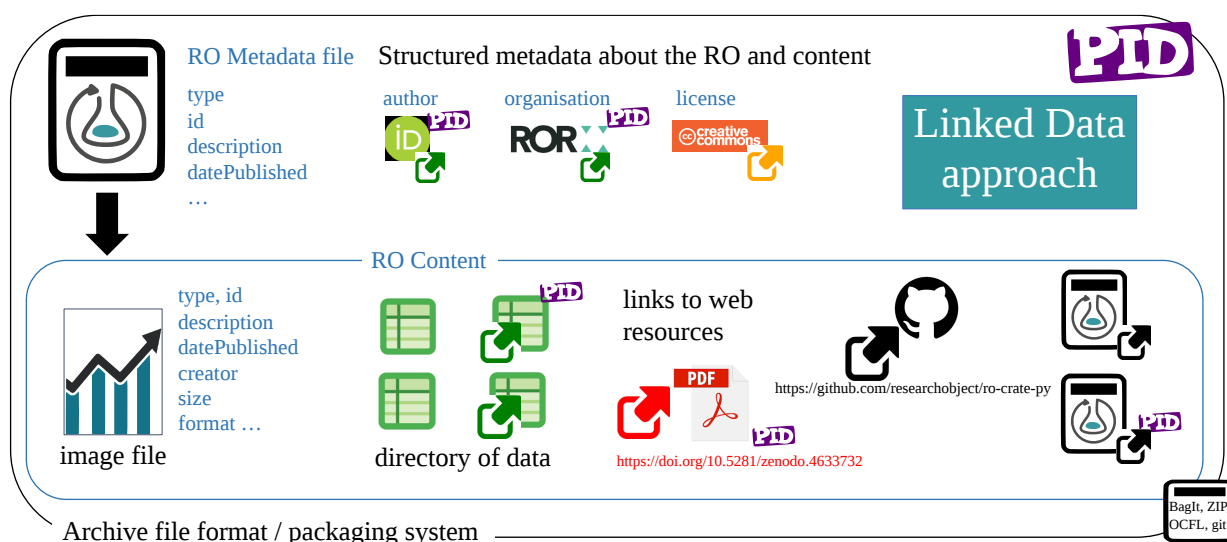 RO Metadata file
Structured metadata about the RO and content
PID
type
id
description
datePublished
…
author
iD
PID
organisation
ROR
PID
license
cc creative commons
Linked Data
approach
RO Content
type, id
description
datePublished
creator
size
format …
image file
PID
directory of data
links to web
resources
PDF
PID
https://doi.org/10.5281/zenodo.4633732
https://github.com/researchobject/ro-crate-py
PID
Archive file format / packaging system
BagIt, ZIP
OCFL, git